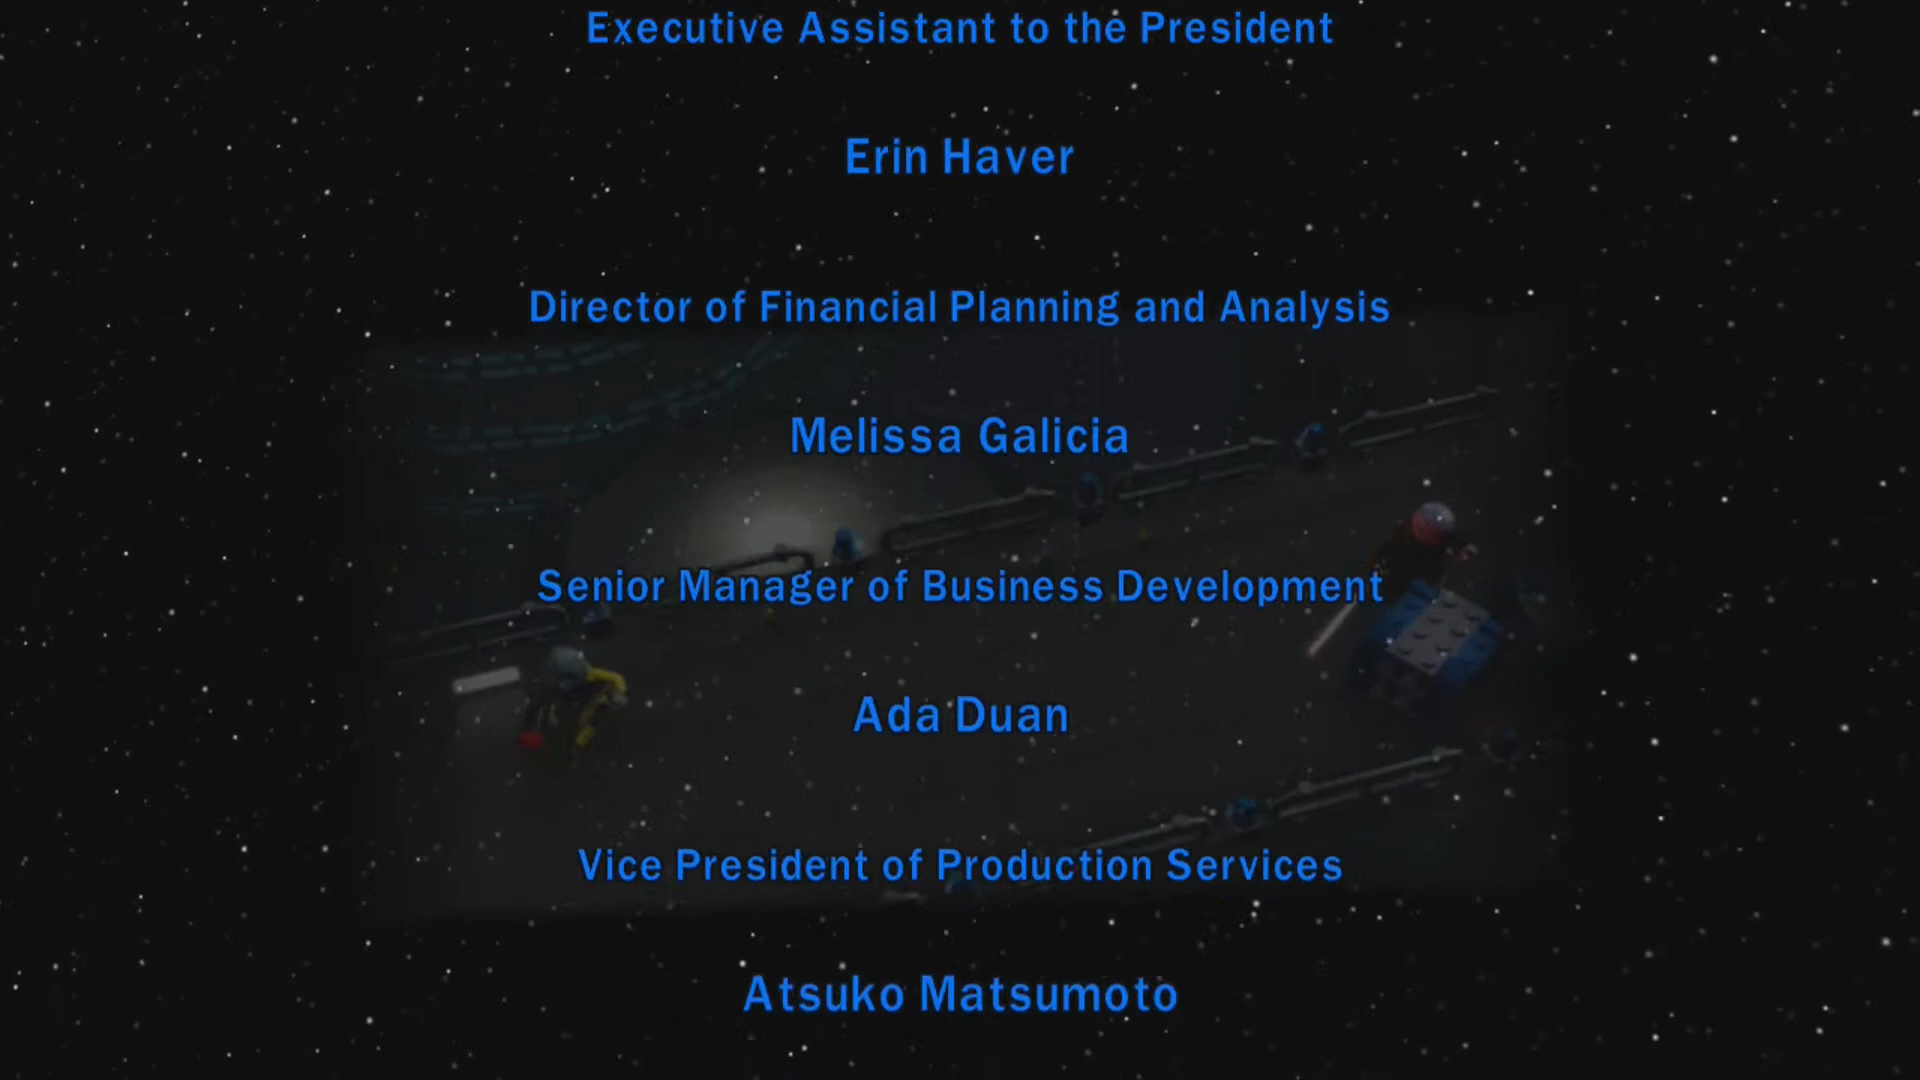 Executive Assistant to the President
Erin Haver
Director of Financial Planning and Analysis
Melissa Galicia
Senior Manager of Business Development
Ada Duan
Vice President of Production Services
Atsuko Matsumoto